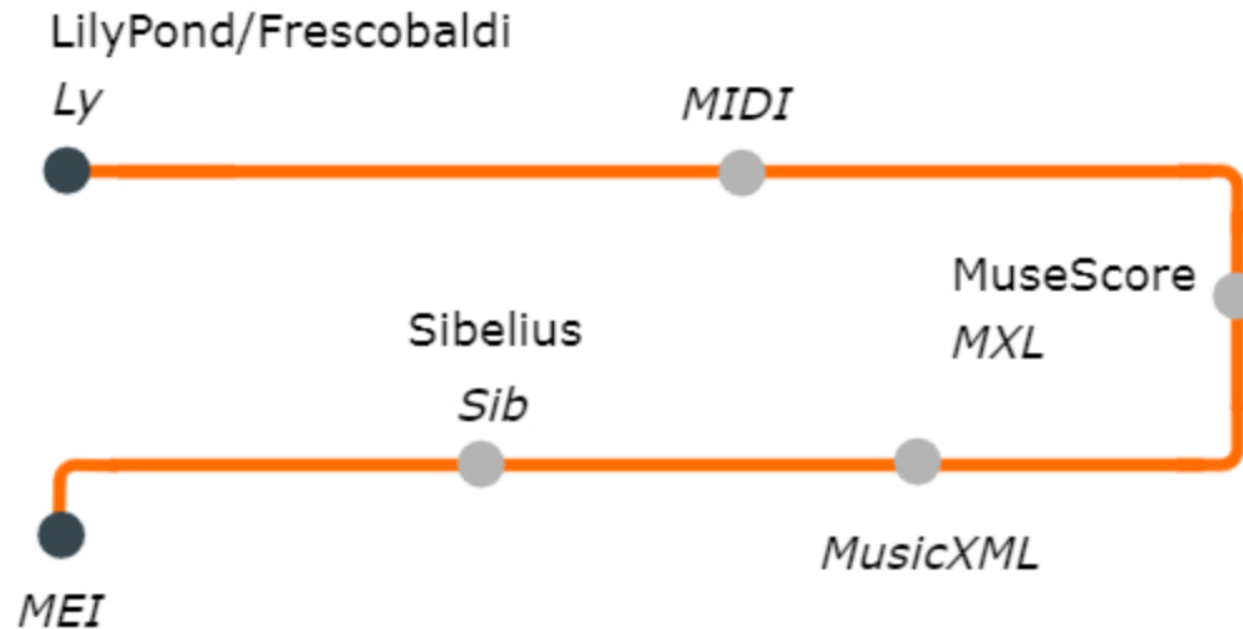 LilyPond/Frescobaldi
Ly
MIDI
MuseScore
MXL
Sibelius
Sib
MusicXML
MEI